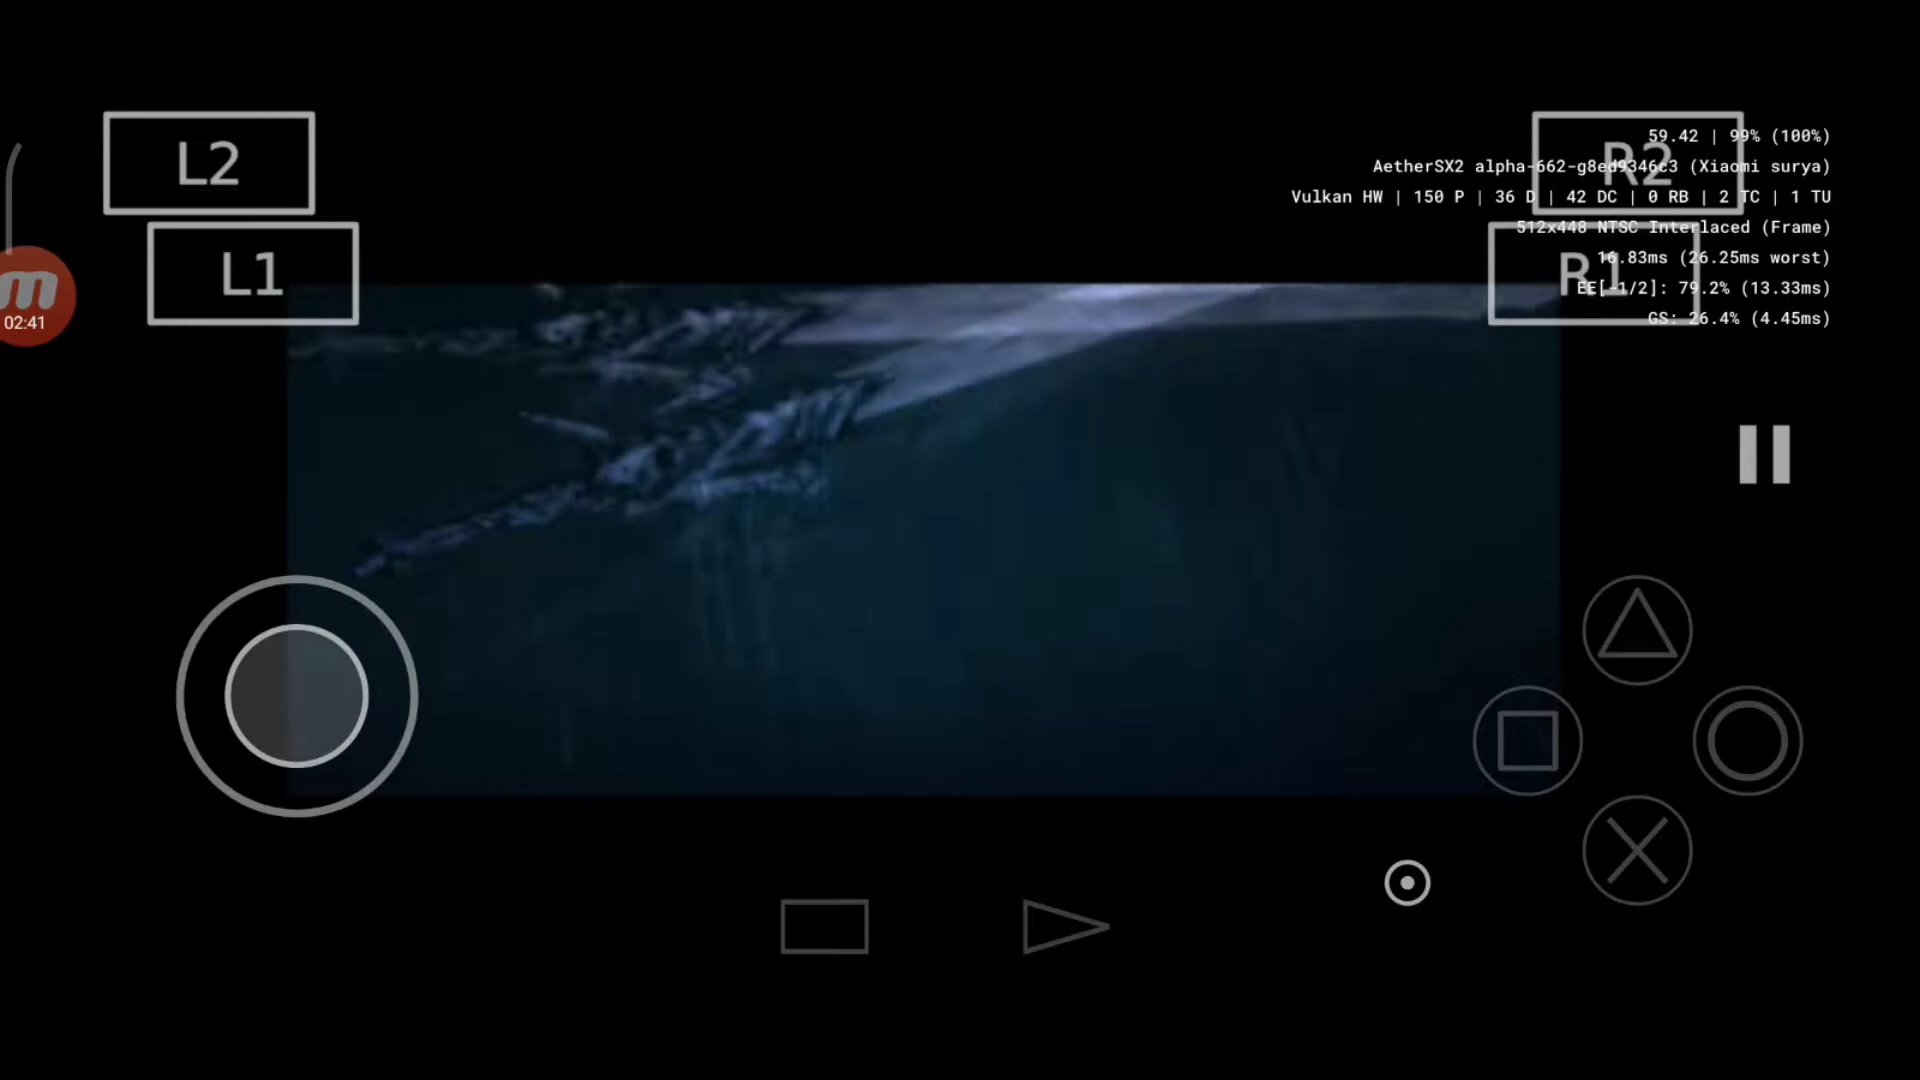 L2
L1
R2
R1
59.42 | 99% (100%)
AetherSX2 alpha-662-g8ed9346c3 (Xiaomi surya)
Vulkan HW | 150 P | 36 D | 42 DC | 0 RB | 2 TC | 1 TU
512x448 NTSC Interlaced (Frame)
16.83ms (26.25ms worst)
EE[-1/2]: 79.2% (13.33ms)
GS: 26.4% (4.45ms)
m
02:41